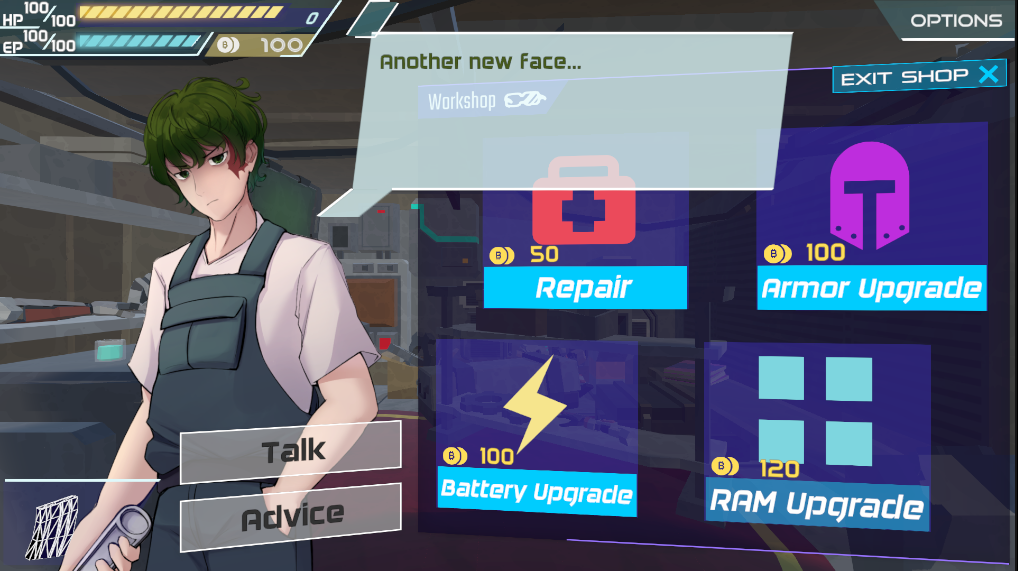 HP 100/100
0
EP 100/100
100
OPTIONS
Another new face...
EXIT SHOP
Workshop
50
Repair
100
Armor Upgrade
100
Battery Upgrade
120
RAM Upgrade
Talk
Advice